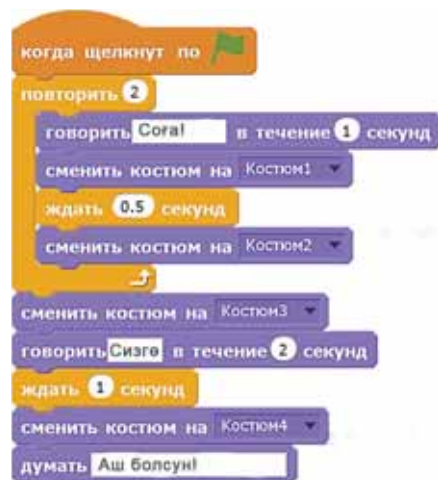 когда щелкнут по
повторить 2
говорить Cora! в течение 1 секунд
сменить костюм на Костюм1
ждать 0.5 секунд
сменить костюм на Костюм2
сменить костюм на Костюм3
говорить Сизге в течение 2 секунд
ждать 1 секунд
сменить костюм на Костюм4
думать Аш болсун!